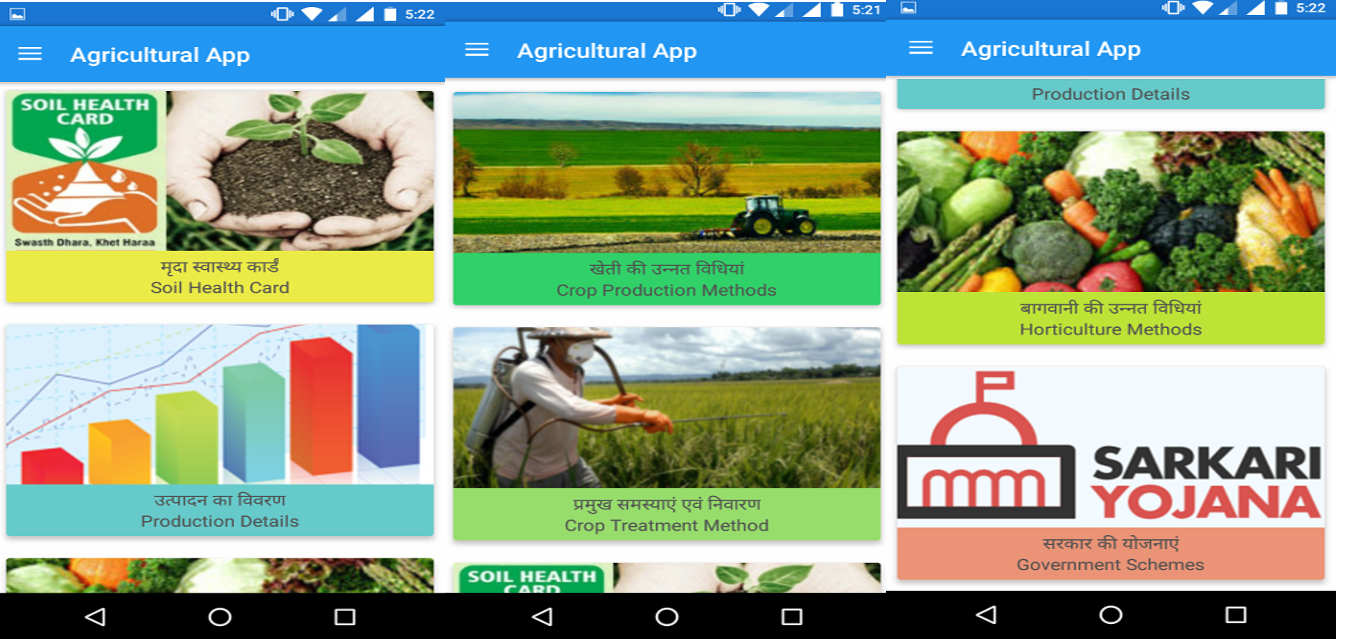 5:22
Agricultural App
SOIL HEALTH
CARD
Swasth Dhara, Khet Haraa
मृदा स्वास्थ्य कार्ड
Soil Health Card
उत्पादन का विवरण
Production Details
5:21
Agricultural App
खेती की उन्नत विधियां
Crop Production Methods
प्रमुख समस्याएं एवं निवारण
Crop Treatment Method
SOIL HEALTH
CARD
5:22
Agricultural App
Production Details
बागवानी की उन्नत विधियां
Horticulture Methods
SARKARI
YOJANA
सरकार की योजनाएं
Government Schemes